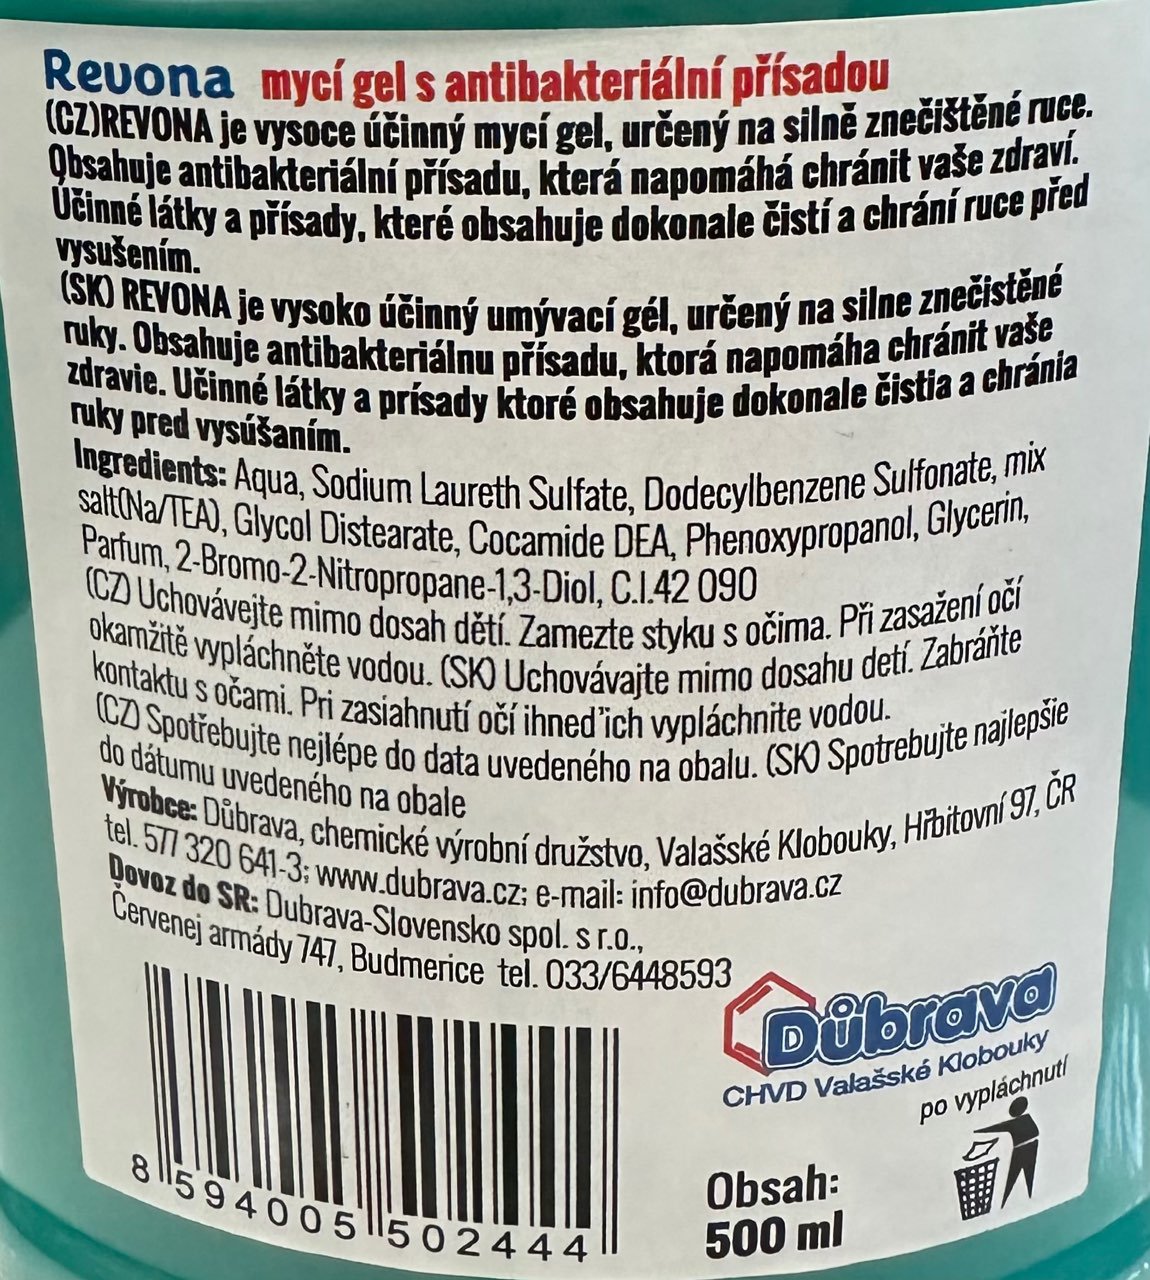 Revona mycí gel s antibakteriální přísadou
(CZ)REVONA je vysoce účinný mycí gel, určený na silně znečištěné ruce.
Obsahuje antibakteriální přísadu, která napomáhá chránit vaše zdraví.
Účinné látky a přísady, které obsahuje dokonale čistí a chrání ruce před
vysušením.
(SK) REVONA je vysoko účinný umývací gél, určený na silne znečistěné
ruky. Obsahuje antibakteriálnu přísadu, ktorá napomáha chránit vaše
zdravie. Učinné látky a prísady ktoré obsahuje dokonale čistia a chránia
ruky pred vysúšaním.
Ingredients: Aqua, Sodium Laureth Sulfate, Dodecylbenzene Sulfonate, mix
salt(Na/TEA), Glycol Distearate, Cocamide DEA, Phenoxypropanol, Glycerin,
Parfum, 2-Bromo-2-Nitropropane-1,3-Diol, C.I.42 090
(CZ) Uchovávejte mimo dosah dětí. Zamezte styku s očima. Při zasažení očí
okamžitě vypláchněte vodou. (SK) Uchovávajte mimo dosahu detí. Zabráňte
kontaktu s očami. Pri zasiahnutí očí ihneď ich vypláchnite vodou.
(CZ) Spotřebujte nejlépe do data uvedeného na obalu. (SK) Spotrebujte najlepšie
do dátumu uvedeného na obale
Výrobce: Důbrava, chemické výrobní družstvo, Valašské Klobouky, Hřbitovní 97, ČR
tel. 577 320 641-3; www.dubrava.cz; e-mail: info@dubrava.cz
Dovoz do SR: Dubrava-Slovensko spol. s r.o.,
Červenej armády 747, Budmerice tel. 033/6448593
Důbrava
CHVD Valašské Klobouky
po vypláchnutí
8 594005 502444
Obsah:
500 ml